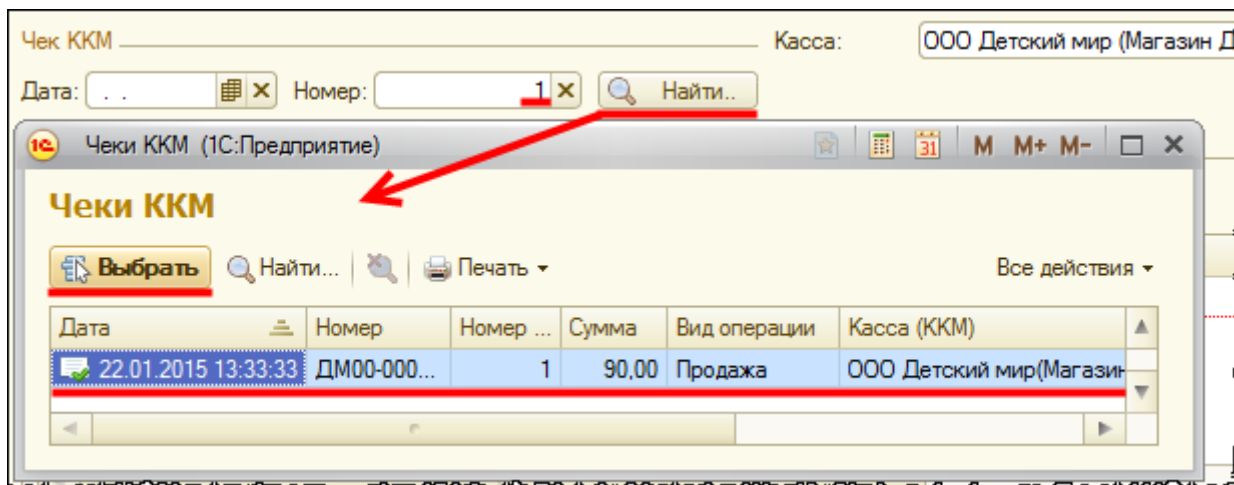 Чек ККМ Касса: ООО Детский мир (Магазин Д
Дата: . . Номер: 1 Найти..
1С Чеки ККМ (1С:Предприятие) 31 M M+ M-
Чеки ККМ
Выбрать Найти... Печать Все действия
Дата Номер Номер ... Сумма Вид операции Касса (ККМ)
22.01.2015 13:33:33 ДМ00-000... 1 90,00 Продажа ООО Детский мир(Магазин